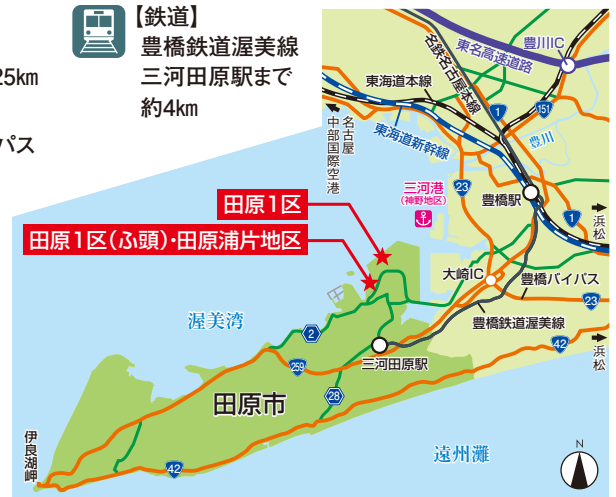 【鉄道】
豊橋鉄道渥美線
三河田原駅まで
約4km
25km
パス
豊川IC
東名高速道路
名鉄名古屋本線
東海道本線
1
151
豊川
東海道新幹線
名古屋
中部国際空港
三河港
(神野地区)
23
豊橋駅
1
浜松
田原1区
田原1区(ふ頭)・田原浦片地区
大崎IC
豊橋バイパス
23
渥美湾
2
豊橋鉄道渥美線
浜松
259
三河田原駅
42
28
田原市
伊良湖岬
42
遠州灘
N